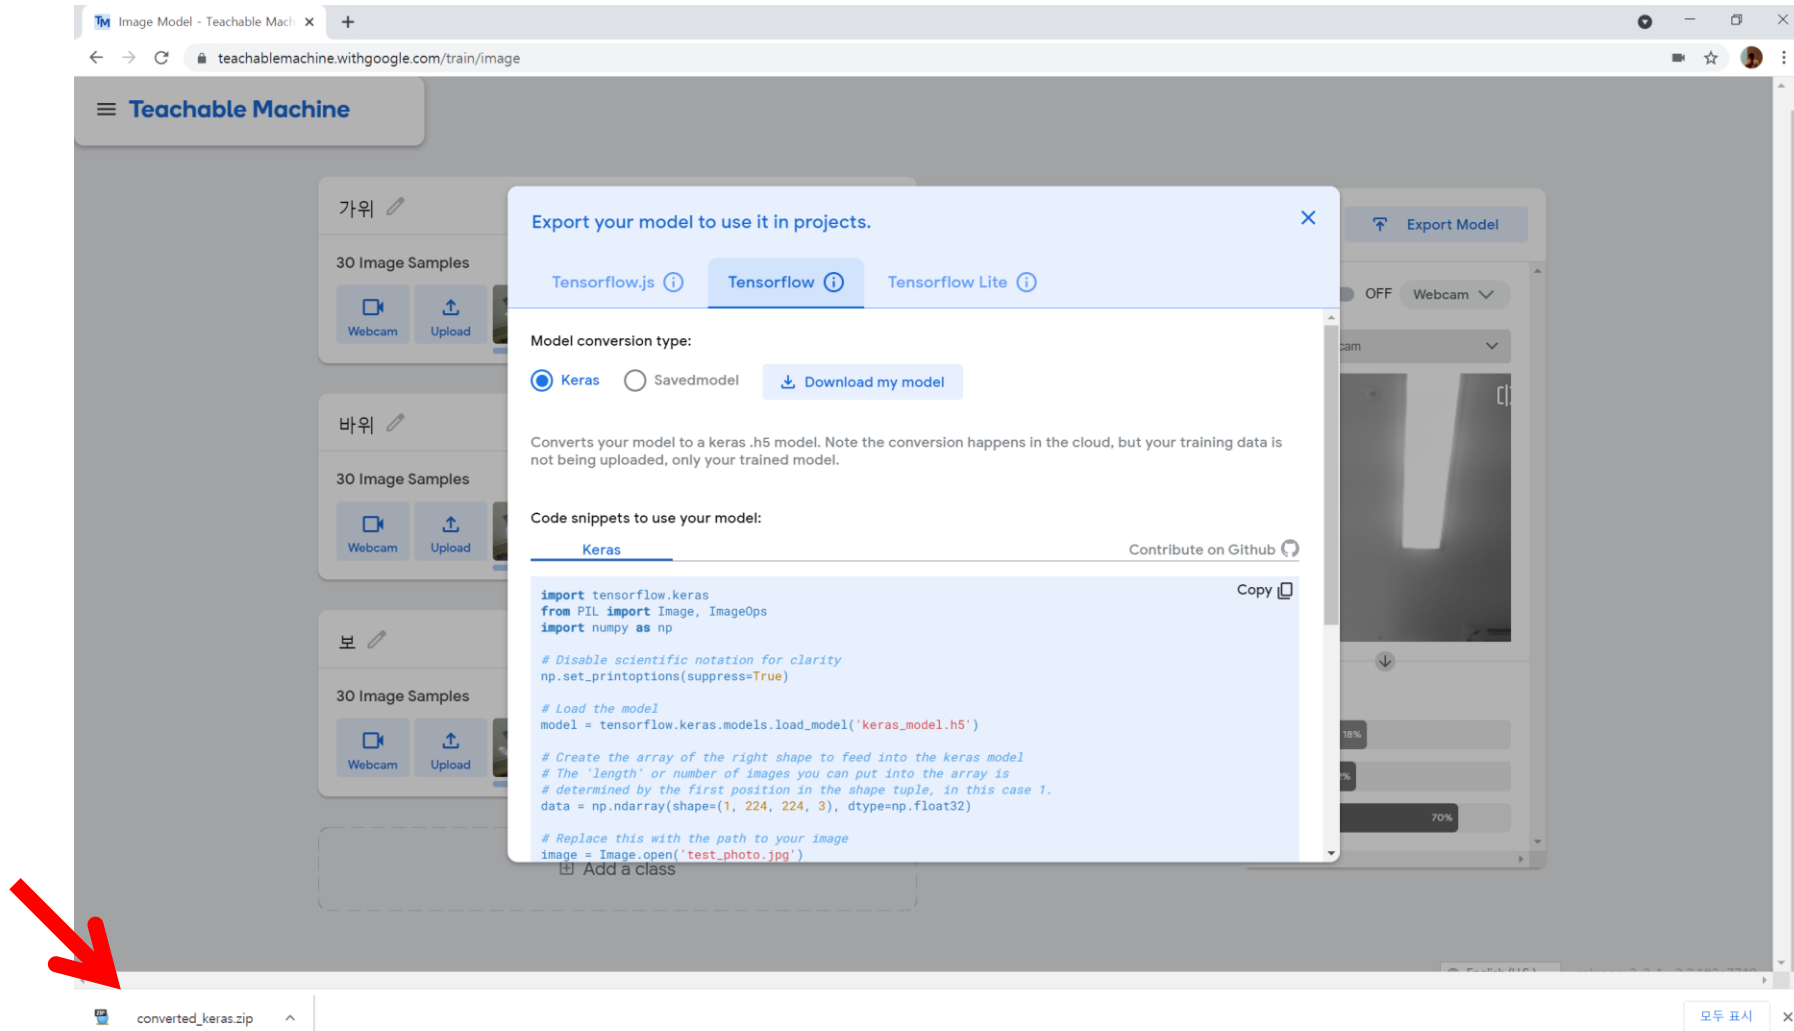 Image Model - Teachable Mach
teachablemachine.withgoogle.com/train/image
Teachable Machine
가위
30 Image Samples
Webcam
Upload
바위
30 Image Samples
Webcam
Upload
보
30 Image Samples
Webcam
Upload
Add a class
Export your model to use it in projects.
Tensorflow.js
Tensorflow
Tensorflow Lite
Model conversion type:
Keras
Savedmodel
Download my model
Converts your model to a keras .h5 model. Note the conversion happens in the cloud, but your training data is
not being uploaded, only your trained model.
Code snippets to use your model:
Keras
Contribute on Github
Copy
import tensorflow.keras
from PIL import Image, ImageOps
import numpy as np
# Disable scientific notation for clarity
np.set_printoptions(suppress=True)
# Load the model
model = tensorflow.keras.models.load_model('keras_model.h5')
# Create the array of the right shape to feed into the keras model
# The 'length' or number of images you can put into the array is
# determined by the first position in the shape tuple, in this case 1.
data = np.ndarray(shape=(1, 224, 224, 3), dtype=np.float32)
# Replace this with the path to your image
image = Image.open('test_photo.jpg')
Export Model
OFF
Webcam
cam
18%
70%
converted_keras.zip
모두 표시